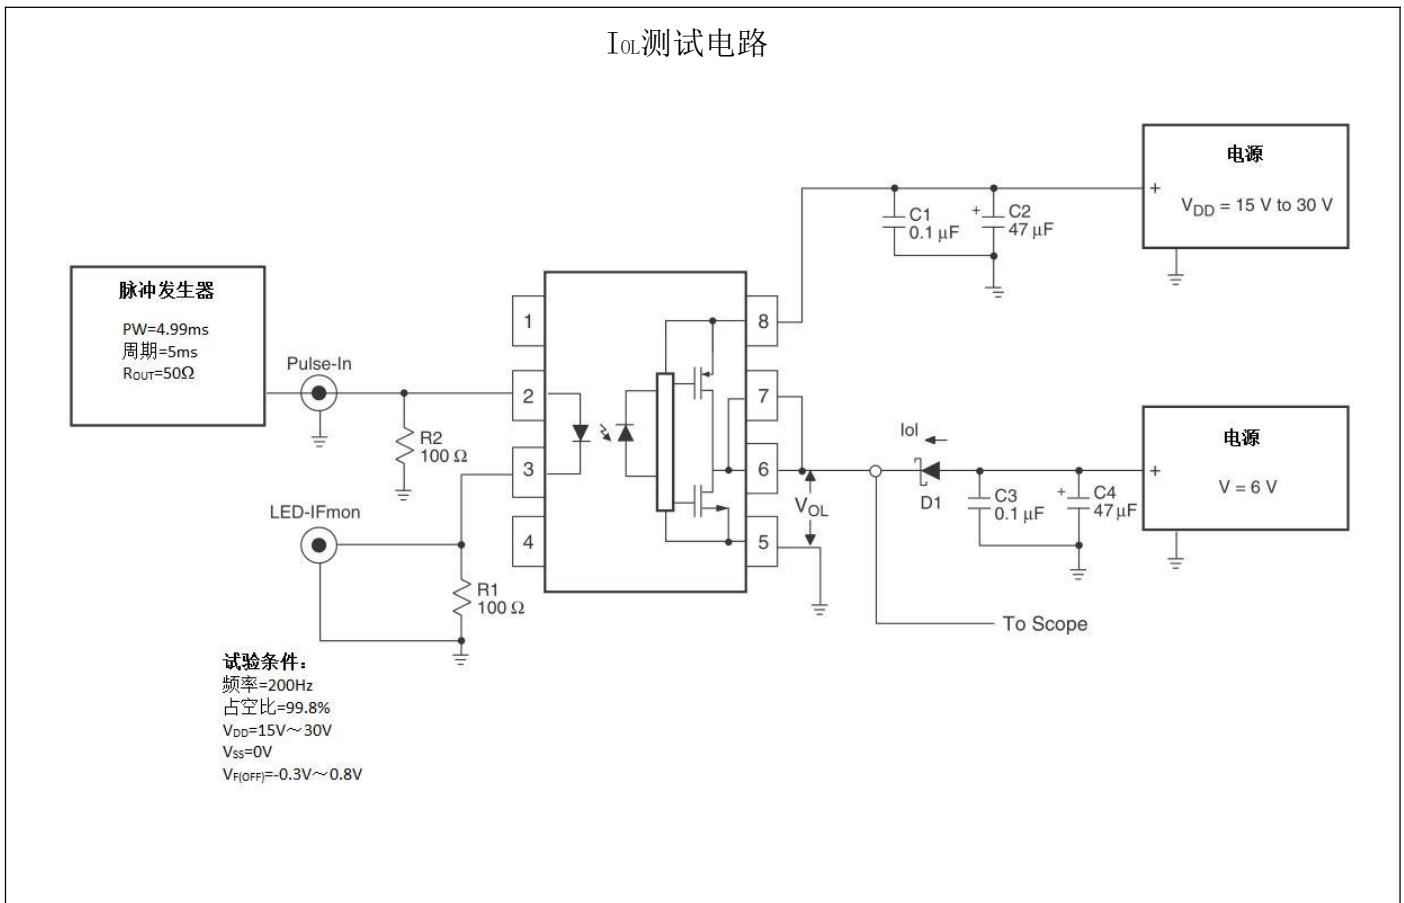 IOL测试电路
电源
VDD = 15 V to 30 V
+
C1
0.1 μF
+
C2
47 μF
脉冲发生器
PW=4.99ms
周期=5ms
ROUT=50Ω
Pulse-In
R2
100 Ω
LED-IFmon
R1
100 Ω
1
2
3
4
8
7
6
5
VOL
Iol
D1
C3
0.1 μF
+
C4
47 μF
电源
+
V = 6 V
To Scope
试验条件：
频率=200Hz
占空比=99.8%
VDD=15V～30V
VSS=0V
VF(OFF)=-0.3V～0.8V